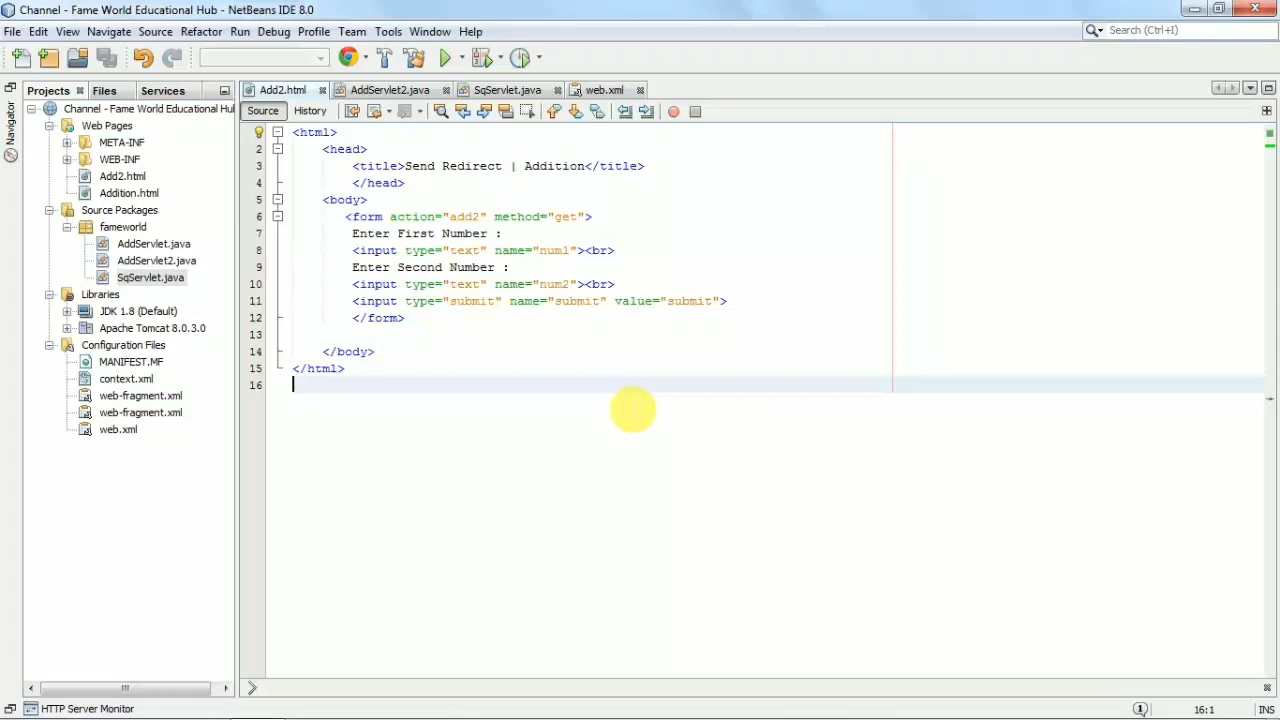 Channel - Fame World Educational Hub - NetBeans IDE 8.0
File Edit View Navigate Source Refactor Run Debug Profile Team Tools Window Help
Search (Ctrl+I)
Projects Files Services
Add2.html AddServlet2.java SqServlet.java web.xml
Navigator
Source History
Channel - Fame World Educational Hul
Web Pages
META-INF
WEB-INF
Add2.html
Addition.html
Source Packages
fameworld
AddServlet.java
AddServlet2.java
SqServlet.java
Libraries
JDK 1.8 (Default)
Apache Tomcat 8.0.3.0
Configuration Files
MANIFEST.MF
context.xml
web-fragment.xml
web-fragment.xml
web.xml
<html>
2 <head>
3 <title>Send Redirect | Addition</title>
4 </head>
5 <body>
6 <form action="add2" method="get">
7 Enter First Number :
8 <input type="text" name="num1"><br>
9 Enter Second Number :
10 <input type="text" name="num2"><br>
11 <input type="submit" name="submit" value="submit">
12 </form>
13
14 </body>
15 </html>
16
HTTP Server Monitor
16:1 INS